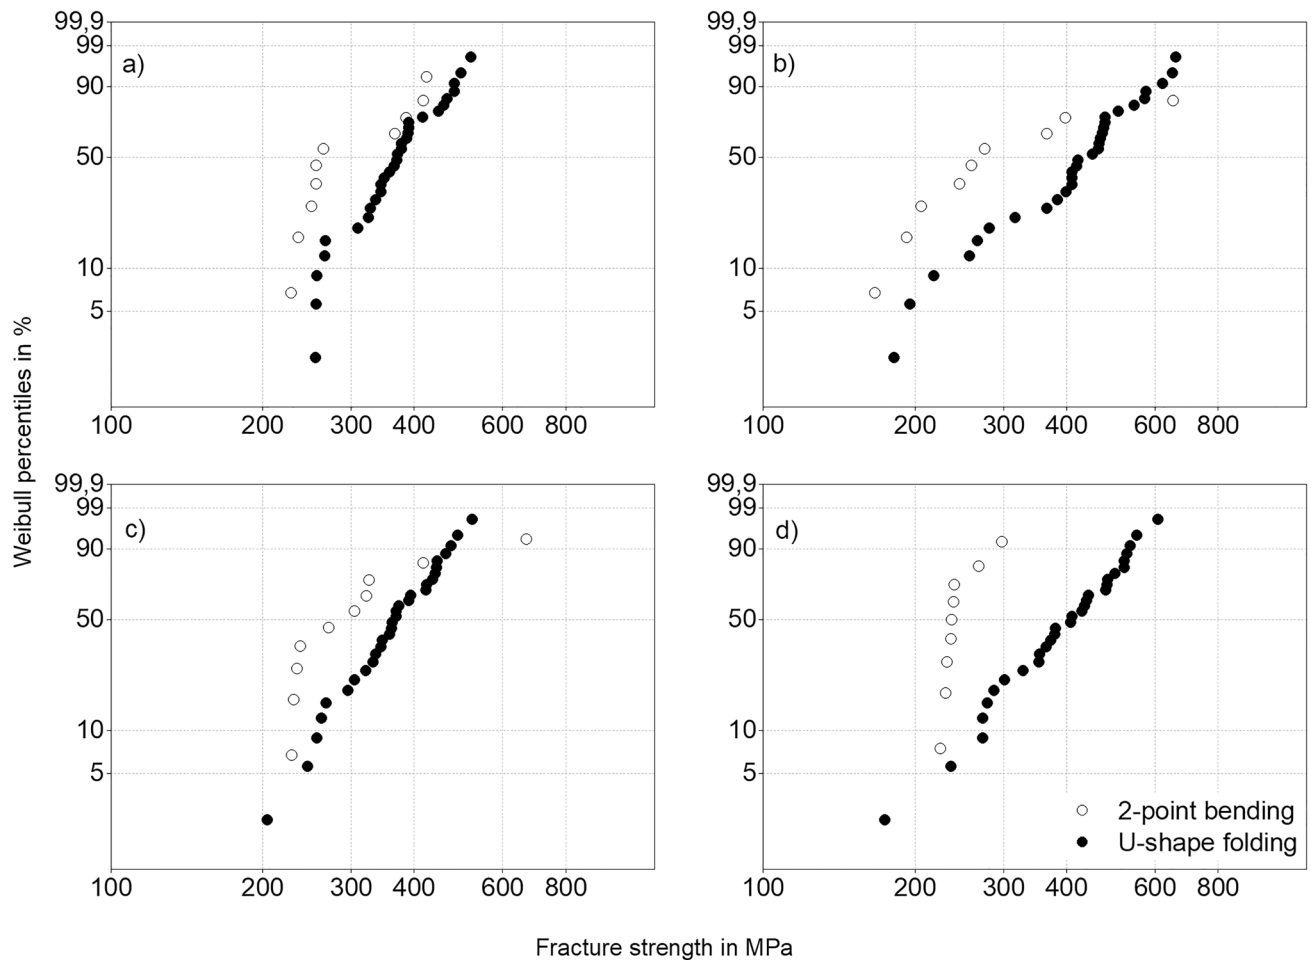 99,9
99
90
50
10
5
a)
100 200 300 400 600 800
99,9
99
90
50
10
5
b)
100 200 300 400 600 800
99,9
99
90
50
10
5
c)
100 200 300 400 600 800
99,9
99
90
50
10
5
d)
2-point bending
U-shape folding
100 200 300 400 600 800
Weibull percentiles in %
Fracture strength in MPa